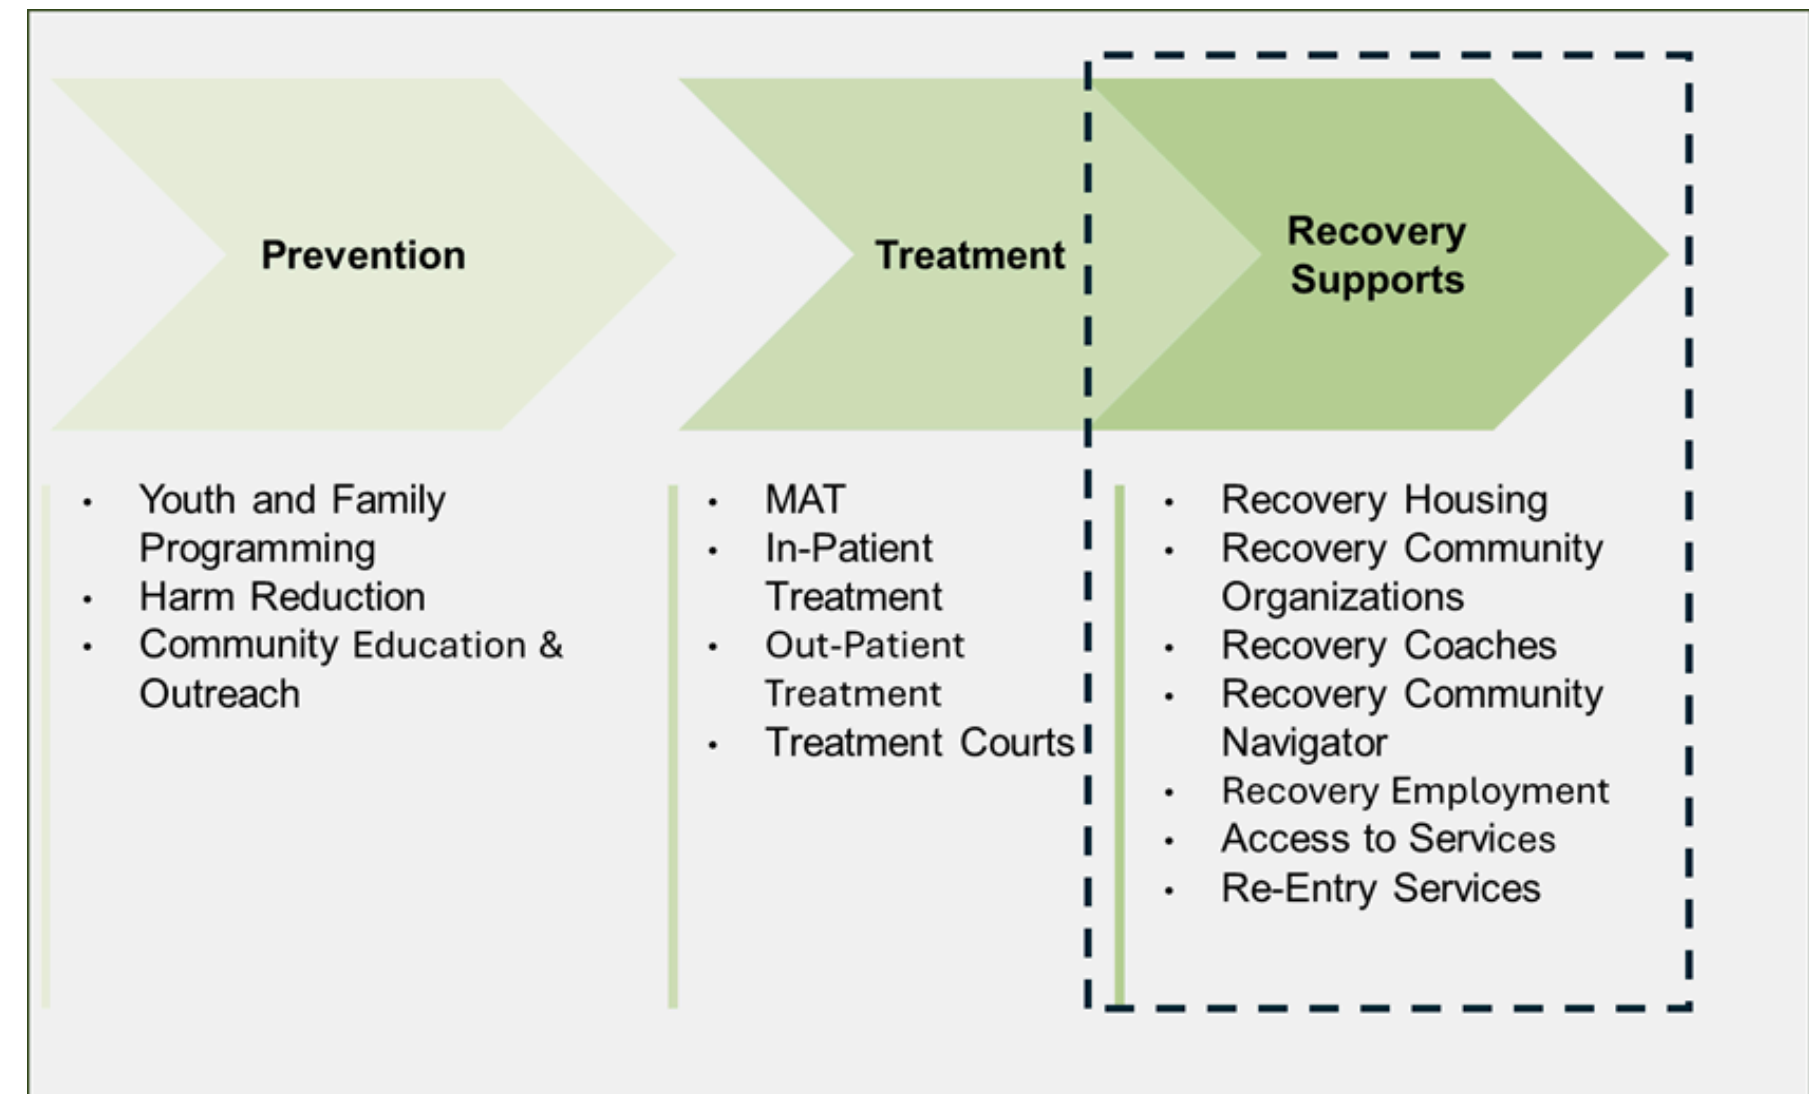 Prevention
Treatment
Recovery
Supports
• Youth and Family
Programming
• Harm Reduction
• Community Education &
Outreach
• MAT
• In-Patient
Treatment
• Out-Patient
Treatment
• Treatment Courts
• Recovery Housing
• Recovery Community
Organizations
• Recovery Coaches
• Recovery Community
Navigator
• Recovery Employment
• Access to Services
• Re-Entry Services